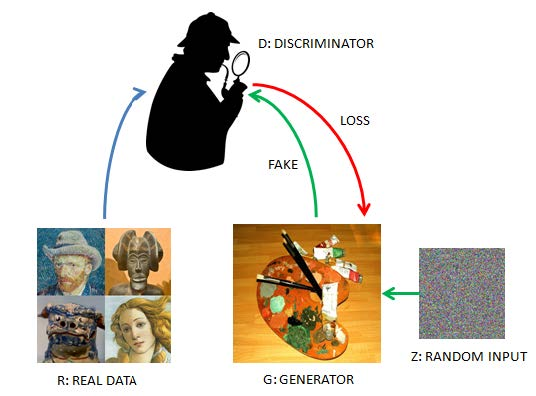 D: DISCRIMINATOR
LOSS
FAKE
Z: RANDOM INPUT
R: REAL DATA
G: GENERATOR